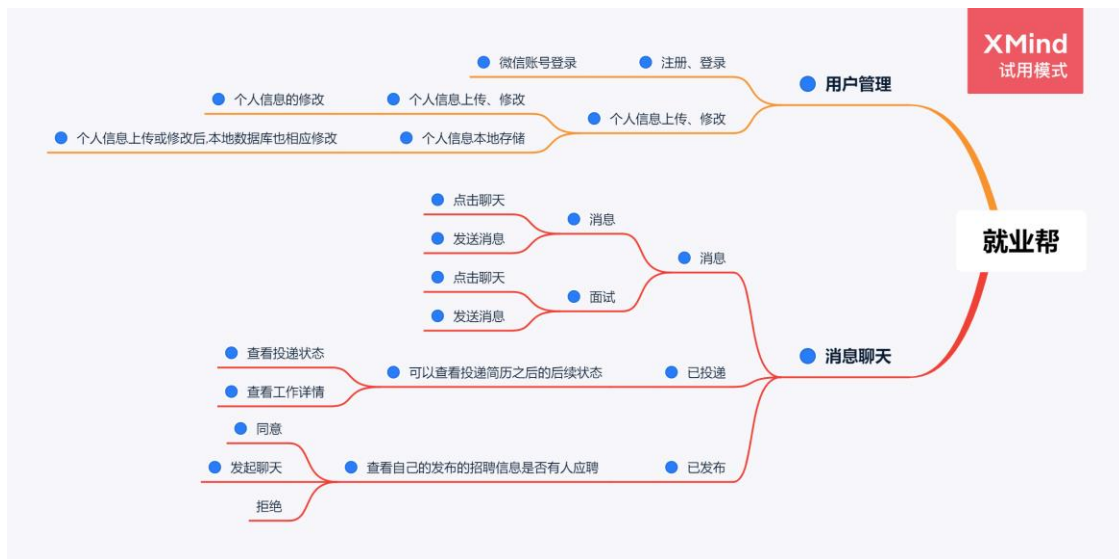 XMind
试用模式
微信账号登录
注册、登录
用户管理
个人信息的修改
个人信息上传、修改
个人信息上传、修改
个人信息上传或修改后,本地数据库也相应修改
个人信息本地存储
就业帮
点击聊天
消息
发送消息
消息
点击聊天
面试
发送消息
消息聊天
查看投递状态
可以查看投递简历之后的后续状态
已投递
查看工作详情
同意
发起聊天
查看自己的发布的招聘信息是否有人应聘
已发布
拒绝